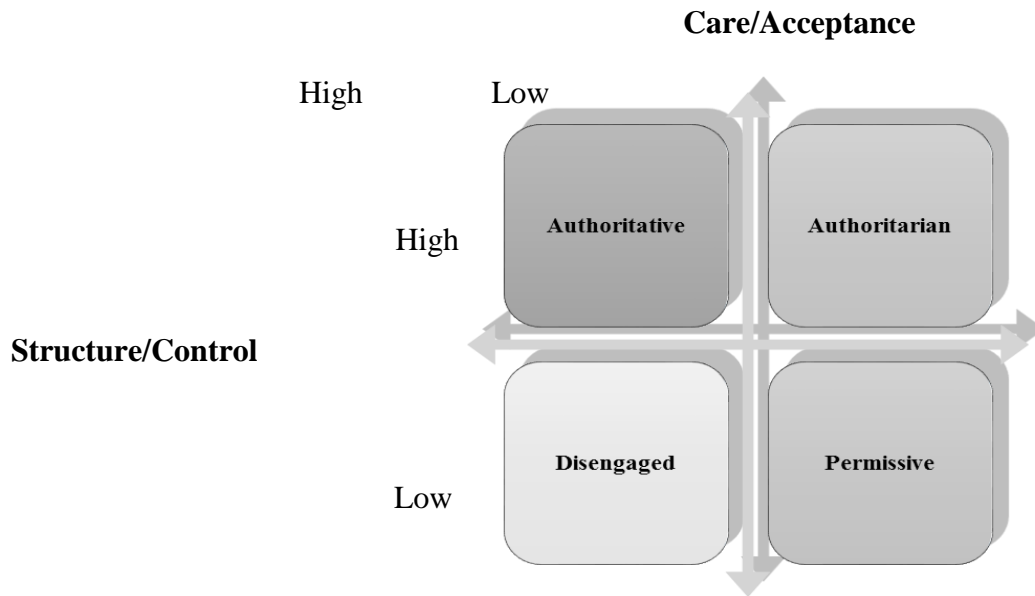 Care/Acceptance
High Low
Authoritative Authoritarian
High
Structure/Control
Disengaged Permissive
Low